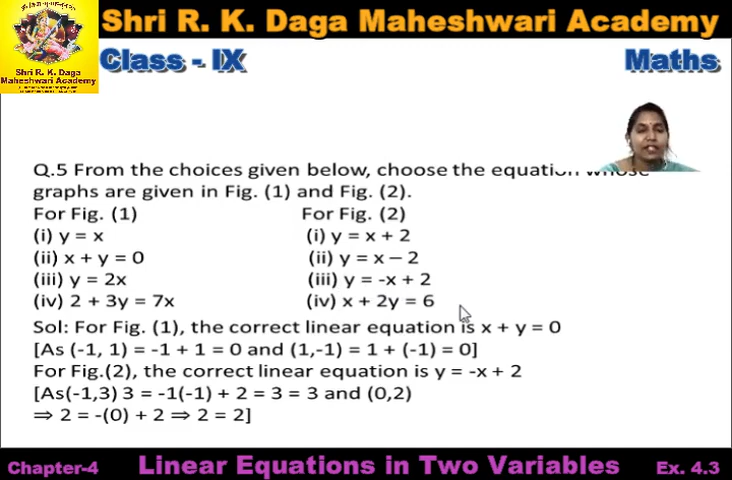 Shri R. K. Daga Maheshwari Academy
Shri R. K. Daga
Maheshwari Academy
Class - IX
Maths
Q.5 From the choices given below, choose the equation whose
graphs are given in Fig. (1) and Fig. (2).
For Fig. (1) For Fig. (2)
(i) y = x (i) y = x + 2
(ii) x + y = 0 (ii) y = x – 2
(iii) y = 2x (iii) y = -x + 2
(iv) 2 + 3y = 7x (iv) x + 2y = 6
Sol: For Fig. (1), the correct linear equation is x + y = 0
[As (-1, 1) = -1 + 1 = 0 and (1,-1) = 1 + (-1) = 0]
For Fig.(2), the correct linear equation is y = -x + 2
[As(-1,3) 3 = -1(-1) + 2 = 3 = 3 and (0,2)
⇒ 2 = -(0) + 2 ⇒ 2 = 2]
Chapter-4 Linear Equations in Two Variables Ex. 4.3